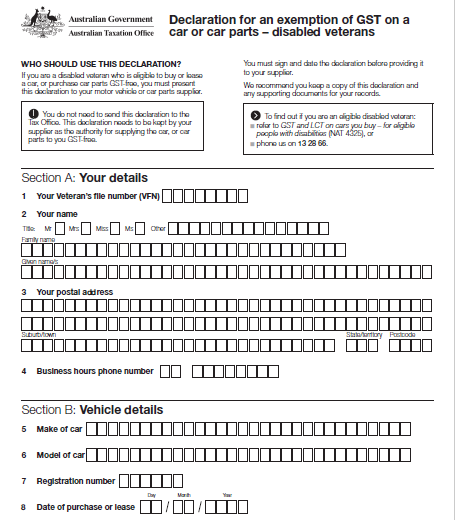 Australian Government
Australian Taxation Office
Declaration for an exemption of GST on a
car or car parts – disabled veterans
WHO SHOULD USE THIS DECLARATION?
If you are a disabled veteran who is eligible to buy or lease
a car, or purchase car parts GST-free, you must present
this declaration to your motor vehicle or car parts supplier.
You do not need to send this declaration to the
Tax Office. This declaration needs to be kept by your
supplier as the authority for supplying the car, or car
parts to you GST-free.
You must sign and date the declaration before providing it
to your supplier.
We recommend you keep a copy of this declaration and
any supporting documents for your records.
To find out if you are an eligible disabled veteran:
refer to GST and LCT on cars you buy – for eligible
people with disabilities (NAT 4325), or
phone us on 13 28 66.
Section A: Your details
1 Your Veteran's file number (VFN)
2 Your name
Title: Mr Mrs Miss Ms Other
Family name
Given name/s
3 Your postal address
Suburb/town State/territory Postcode
4 Business hours phone number
Section B: Vehicle details
5 Make of car
6 Model of car
7 Registration number
Day Month Year
8 Date of purchase or lease / /